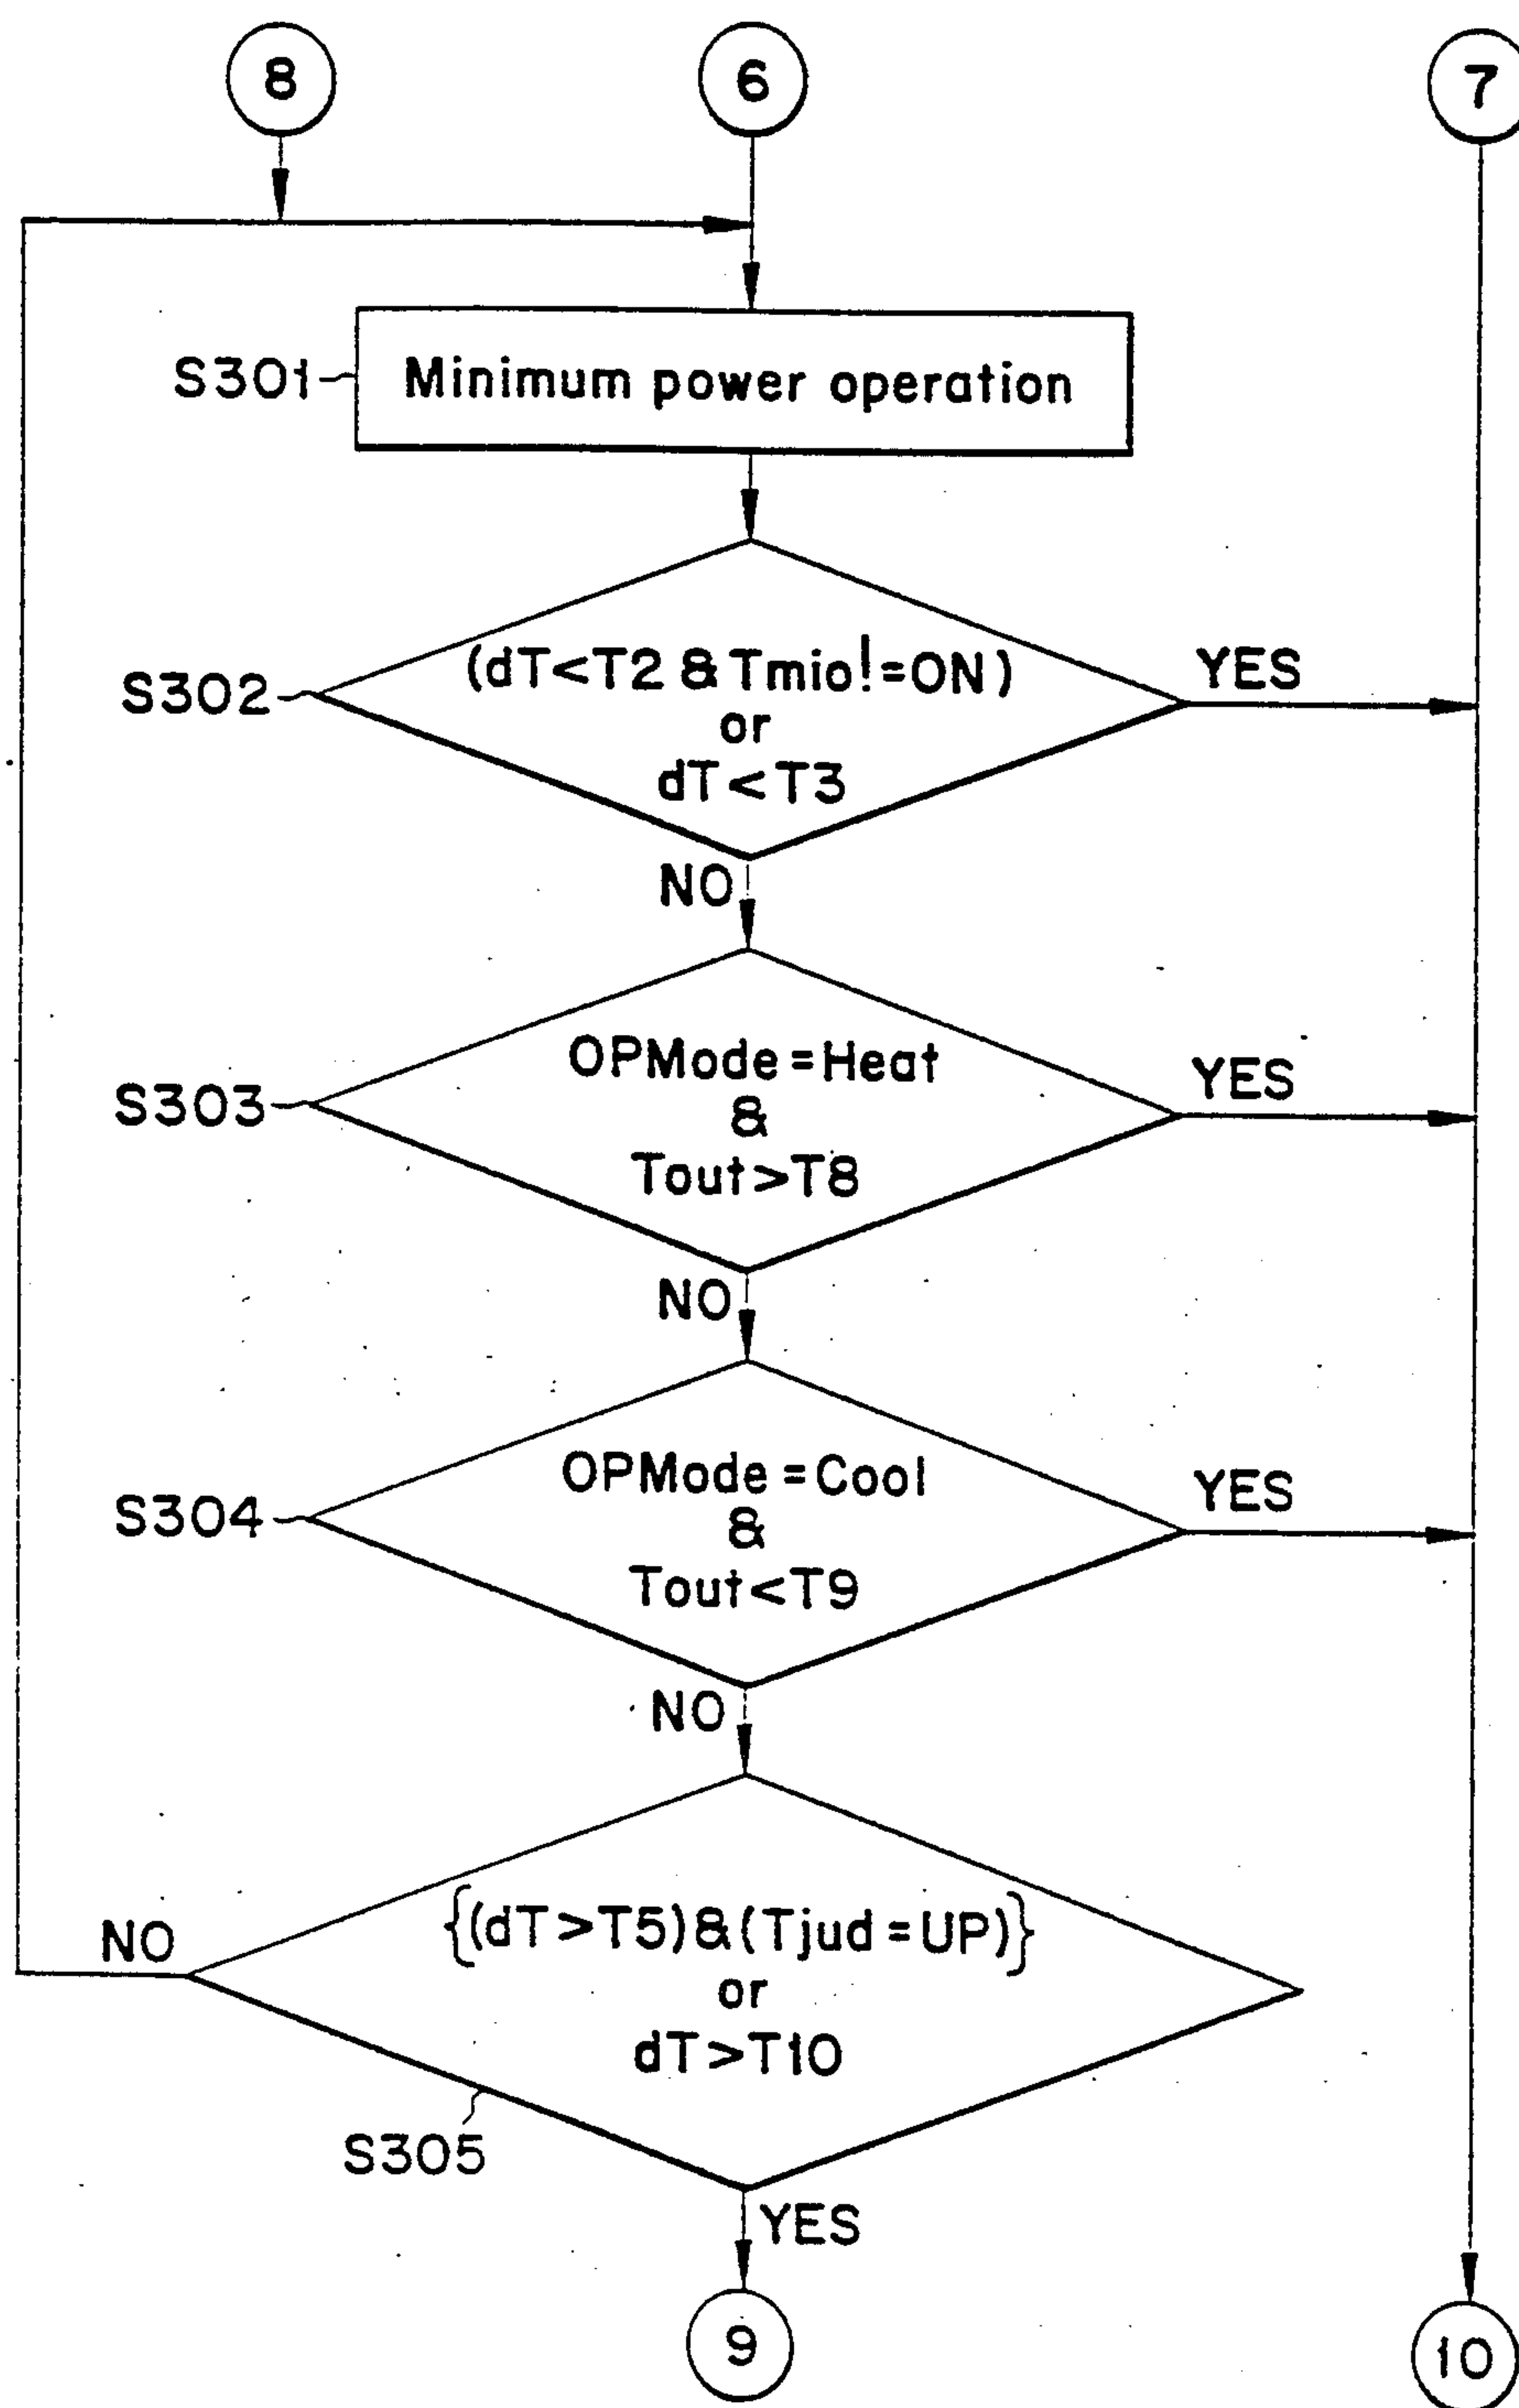 8
6
7
S301
Minimum power operation
S302
(dT<T2 & Tmio!=ON)
or
dT<T3
YES
NO
S303
OPMode=Heat
&
Tout>T8
YES
NO
S304
OPMode=Cool
&
Tout<T9
YES
NO
{(dT>T5)&(Tjud=UP)}
or
dT>T10
NO
S305
YES
9
10